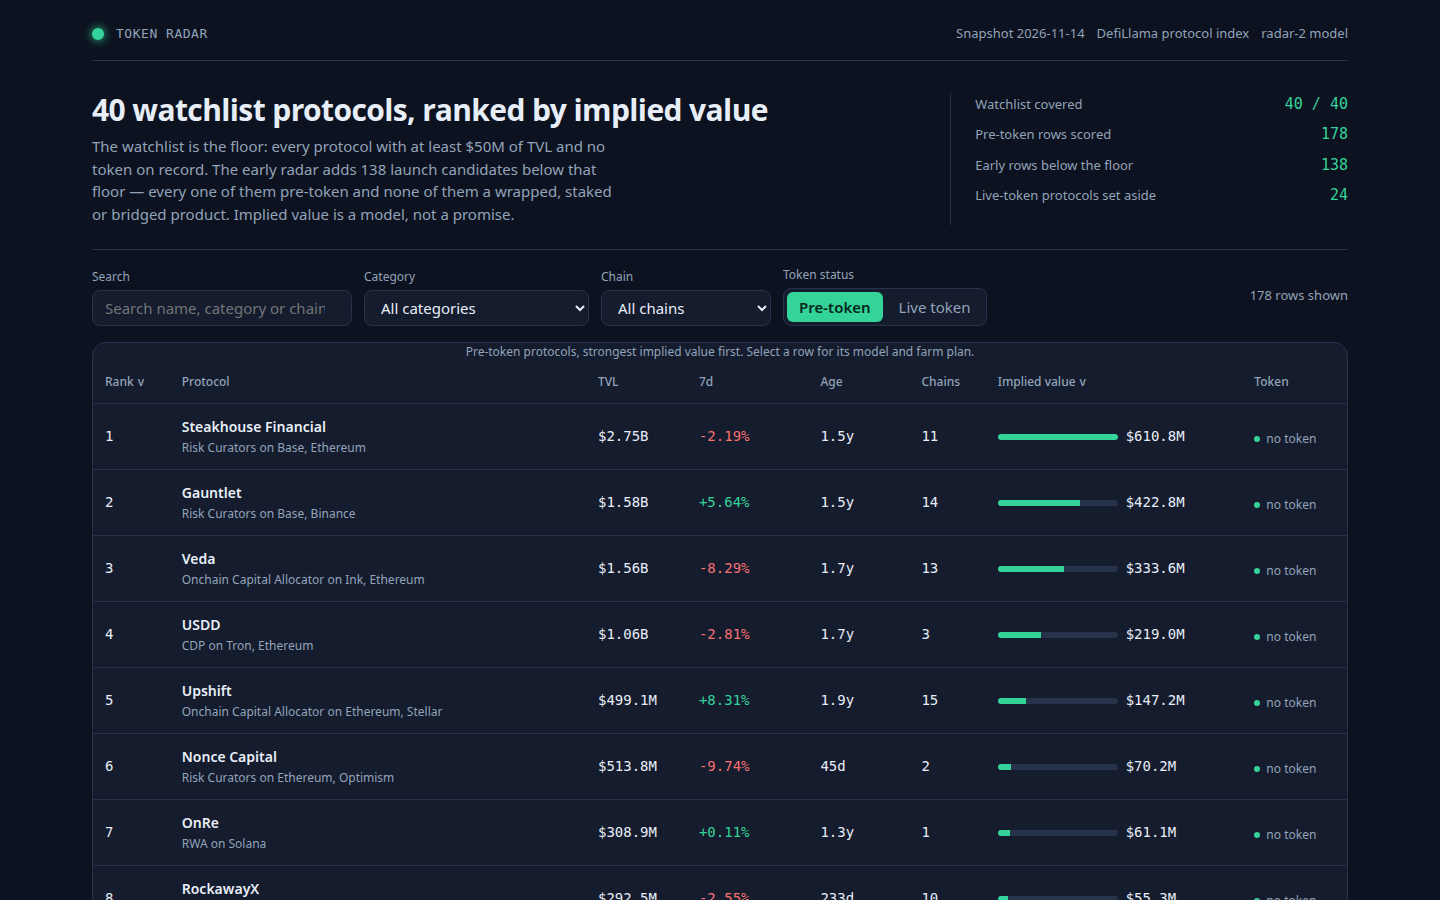 TOKEN RADAR
Snapshot 2026-11-14 DefiLlama protocol index radar-2 model
40 watchlist protocols, ranked by implied value
The watchlist is the floor: every protocol with at least $50M of TVL and no
token on record. The early radar adds 138 launch candidates below that
floor — every one of them pre-token and none of them a wrapped, staked
or bridged product. Implied value is a model, not a promise.
Watchlist covered 40 / 40
Pre-token rows scored 178
Early rows below the floor 138
Live-token protocols set aside 24
Search Category Chain Token status
Search name, category or chain All categories All chains Pre-token Live token 178 rows shown
Pre-token protocols, strongest implied value first. Select a row for its model and farm plan.
Rank v Protocol TVL 7d Age Chains Implied value v Token
1 Steakhouse Financial $2.75B -2.19% 1.5y 11 $610.8M no token
Risk Curators on Base, Ethereum
2 Gauntlet $1.58B +5.64% 1.5y 14 $422.8M no token
Risk Curators on Base, Binance
3 Veda $1.56B -8.29% 1.7y 13 $333.6M no token
Onchain Capital Allocator on Ink, Ethereum
4 USDD $1.06B -2.81% 1.7y 3 $219.0M no token
CDP on Tron, Ethereum
5 Upshift $499.1M +8.31% 1.9y 15 $147.2M no token
Onchain Capital Allocator on Ethereum, Stellar
6 Nonce Capital $513.8M -9.74% 45d 2 $70.2M no token
Risk Curators on Ethereum, Optimism
7 OnRe $308.9M +0.11% 1.3y 1 $61.1M no token
RWA on Solana
8 RockawayX $292.5M -2.55% 233d 10 $55.3M no token